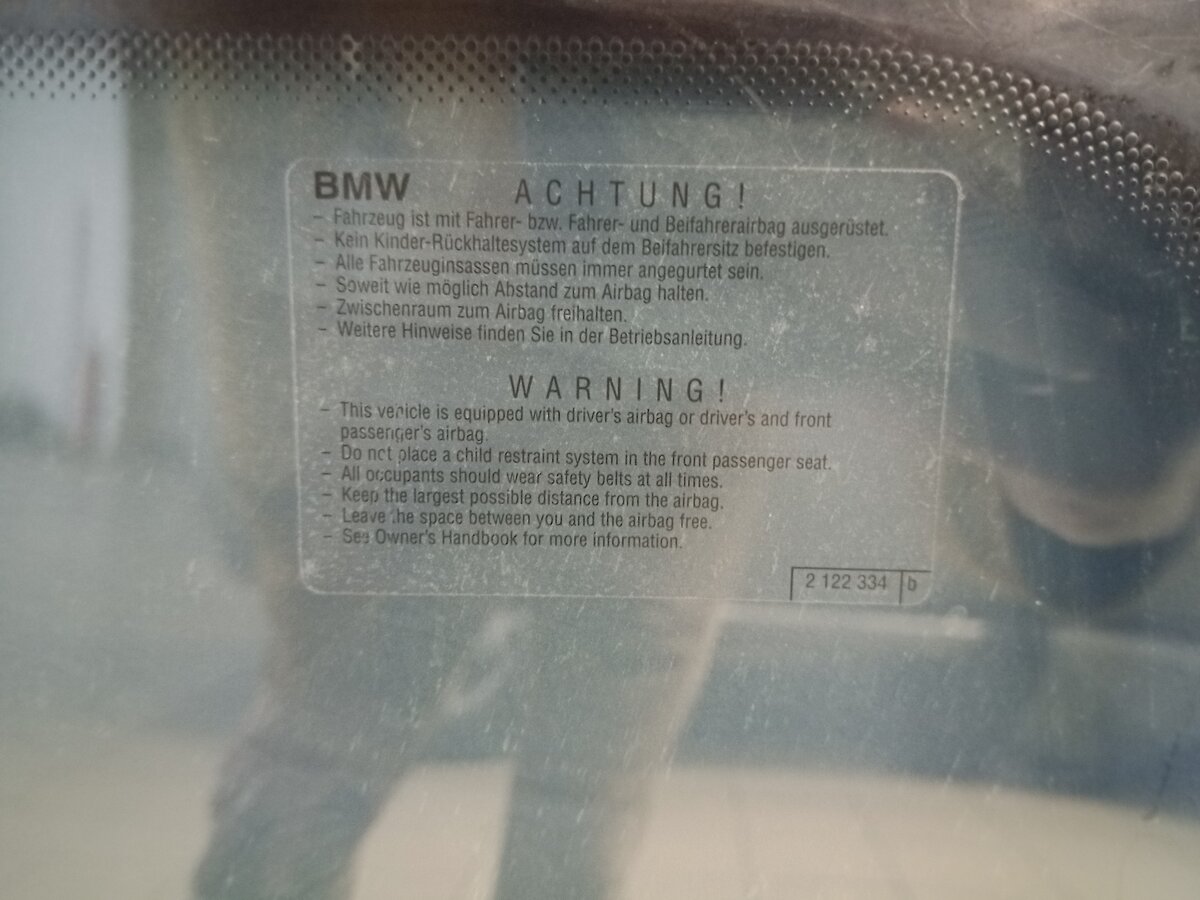 BMW ACHTUNG!
– Fahrzeug ist mit Fahrer- bzw. Fahrer- und Beifahrerairbag ausgerüstet.
– Kein Kinder-Rückhaltesystem auf dem Beifahrersitz befestigen.
– Alle Fahrzeuginsassen müssen immer angegurtet sein.
– Soweit wie möglich Abstand zum Airbag halten.
– Zwischenraum zum Airbag freihalten.
– Weitere Hinweise finden Sie in der Betriebsanleitung.
WARNING!
– This vehicle is equipped with driver's airbag or driver's and front
passenger's airbag.
– Do not place a child restraint system in the front passenger seat.
– All occupants should wear safety belts at all times.
– Keep the largest possible distance from the airbag.
– Leave the space between you and the airbag free.
– See Owner's Handbook for more information.
2 122 334 b